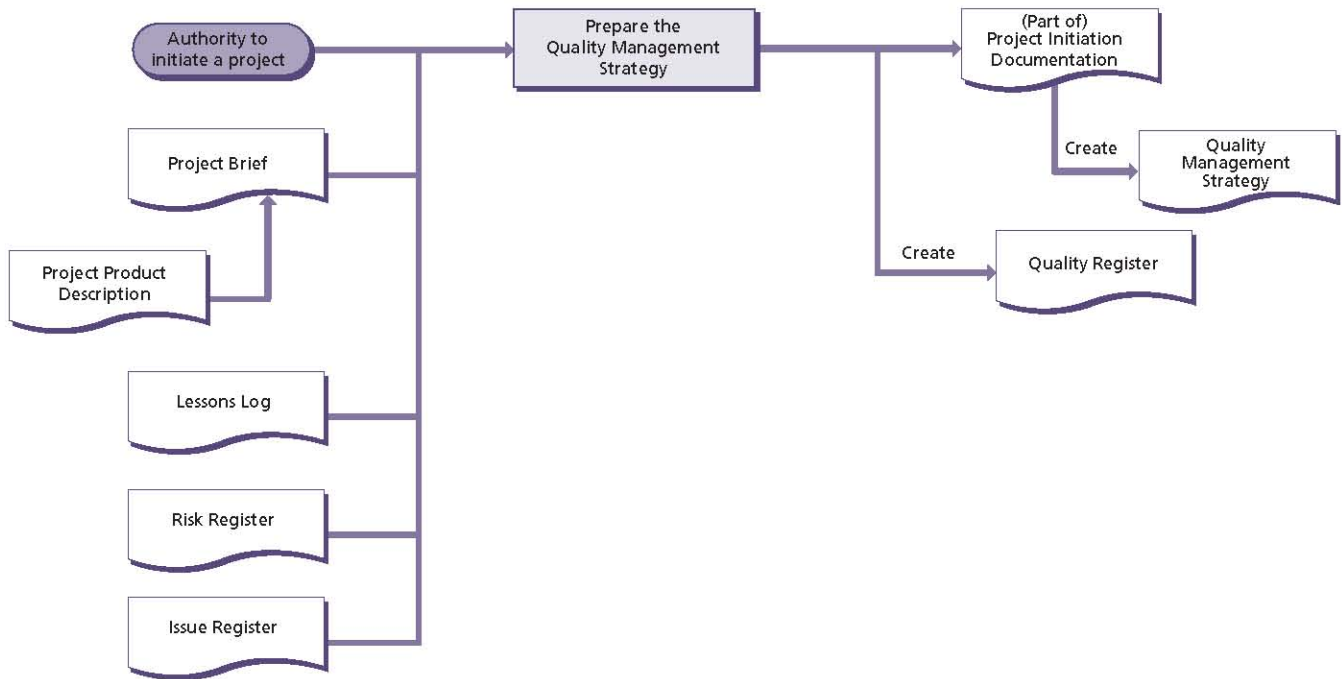 Authority to
initiate a project
Prepare the
Quality Management
Strategy
(Part of)
Project Initiation
Documentation
Project Brief
Create
Quality
Management
Strategy
Project Product
Description
Create
Quality Register
Lessons Log
Risk Register
Issue Register